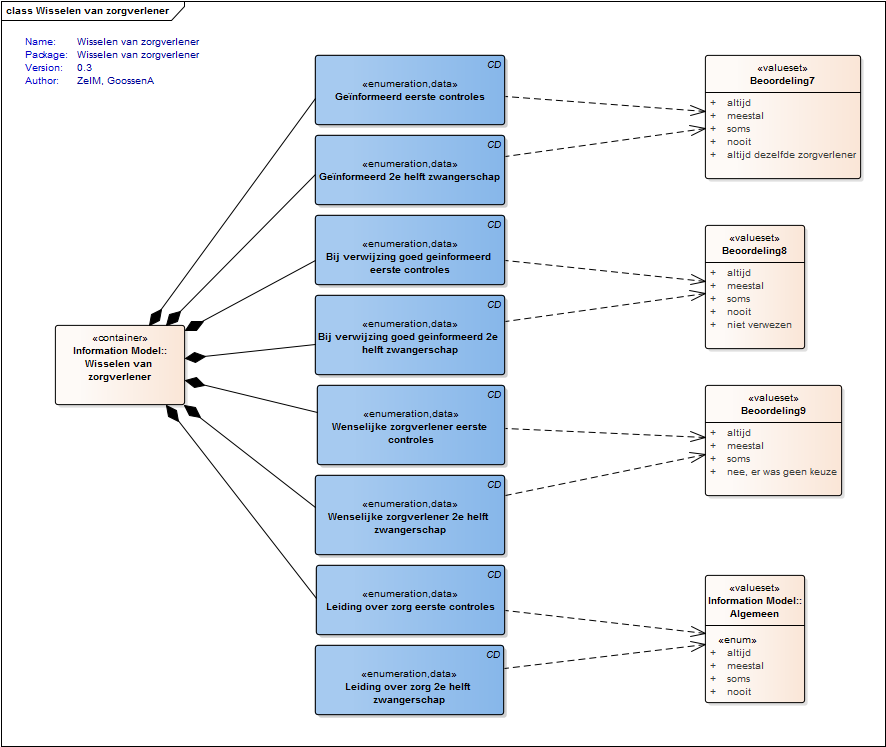 class Wisselen van zorgverlener
Name: Wisselen van zorgverlener
Package: Wisselen van zorgverlener
Version: 0.3
Author: ZeIM, GoossenA
«container»
Information Model::
Wisselen van
zorgverlener
CD
«enumeration,data»
Geïnformeerd eerste controles
CD
«enumeration,data»
Geïnformeerd 2e helft zwangerschap
CD
«enumeration,data»
Bij verwijzing goed geinformeerd
eerste controles
CD
«enumeration,data»
Bij verwijzing goed geinformeerd 2e
helft zwangerschap
CD
«enumeration,data»
Wenselijke zorgverlener eerste
controles
CD
«enumeration,data»
Wenselijke zorgverlener 2e helft
zwangerschap
CD
«enumeration,data»
Leiding over zorg eerste controles
CD
«enumeration,data»
Leiding over zorg 2e helft
zwangerschap
«valueset»
Beoordeling7
+ altijd
+ meestal
+ soms
+ nooit
+ altijd dezelfde zorgverlener
«valueset»
Beoordeling8
+ altijd
+ meestal
+ soms
+ nooit
+ niet verwezen
«valueset»
Beoordeling9
+ altijd
+ meestal
+ soms
+ nee, er was geen keuze
«valueset»
Information Model::
Algemeen
«enum»
+ altijd
+ meestal
+ soms
+ nooit